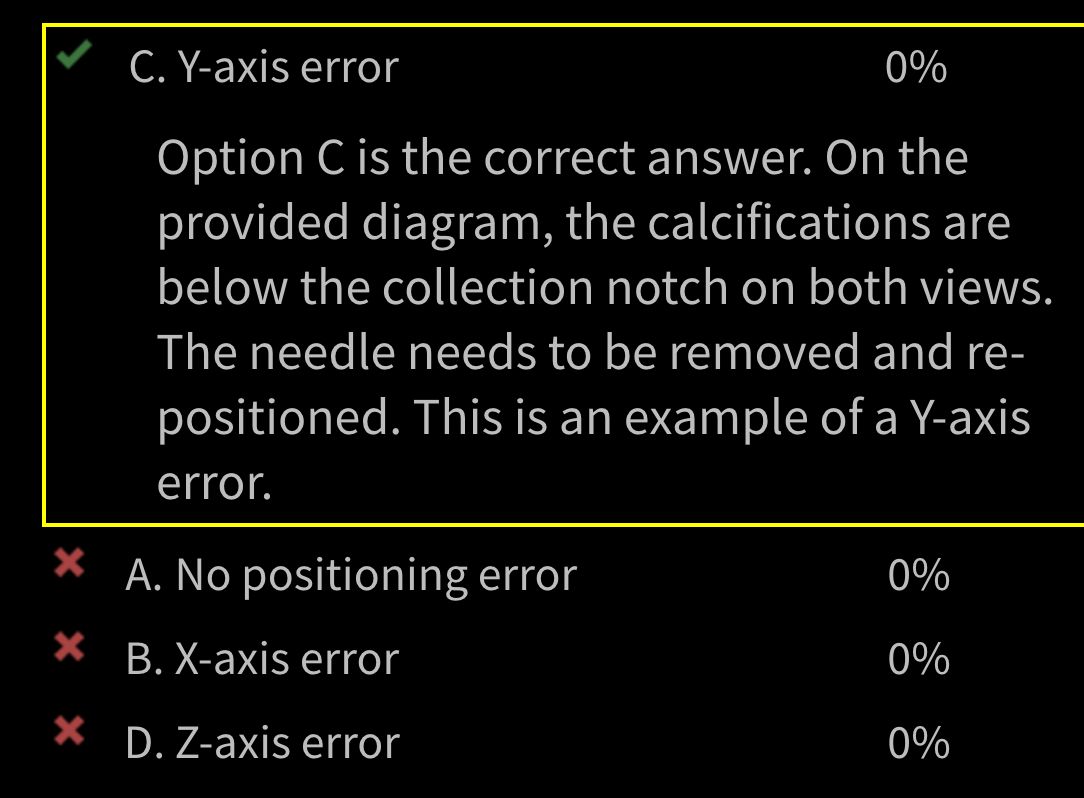 C. Y-axis error 0%
Option C is the correct answer. On the
provided diagram, the calcifications are
below the collection notch on both views.
The needle needs to be removed and re-
positioned. This is an example of a Y-axis
error.
A. No positioning error 0%
B. X-axis error 0%
D. Z-axis error 0%